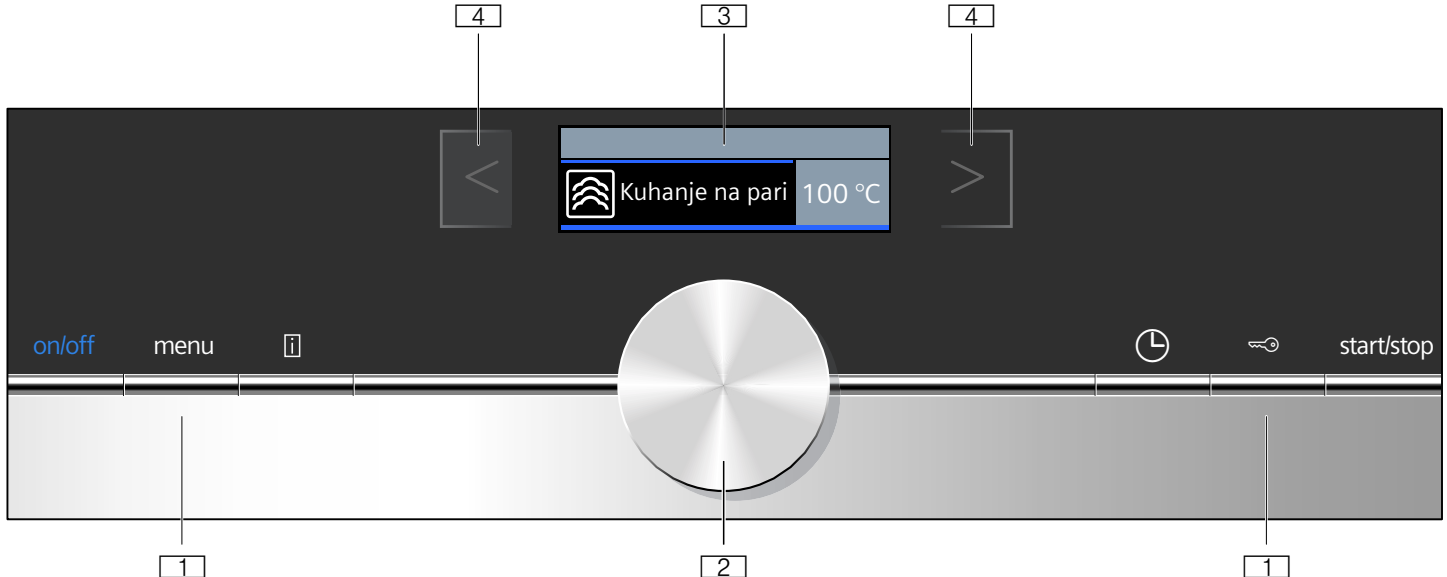 4 3 4
< >
Kuhanje na pari 100 °C
on/off menu i start/stop
1 2 1